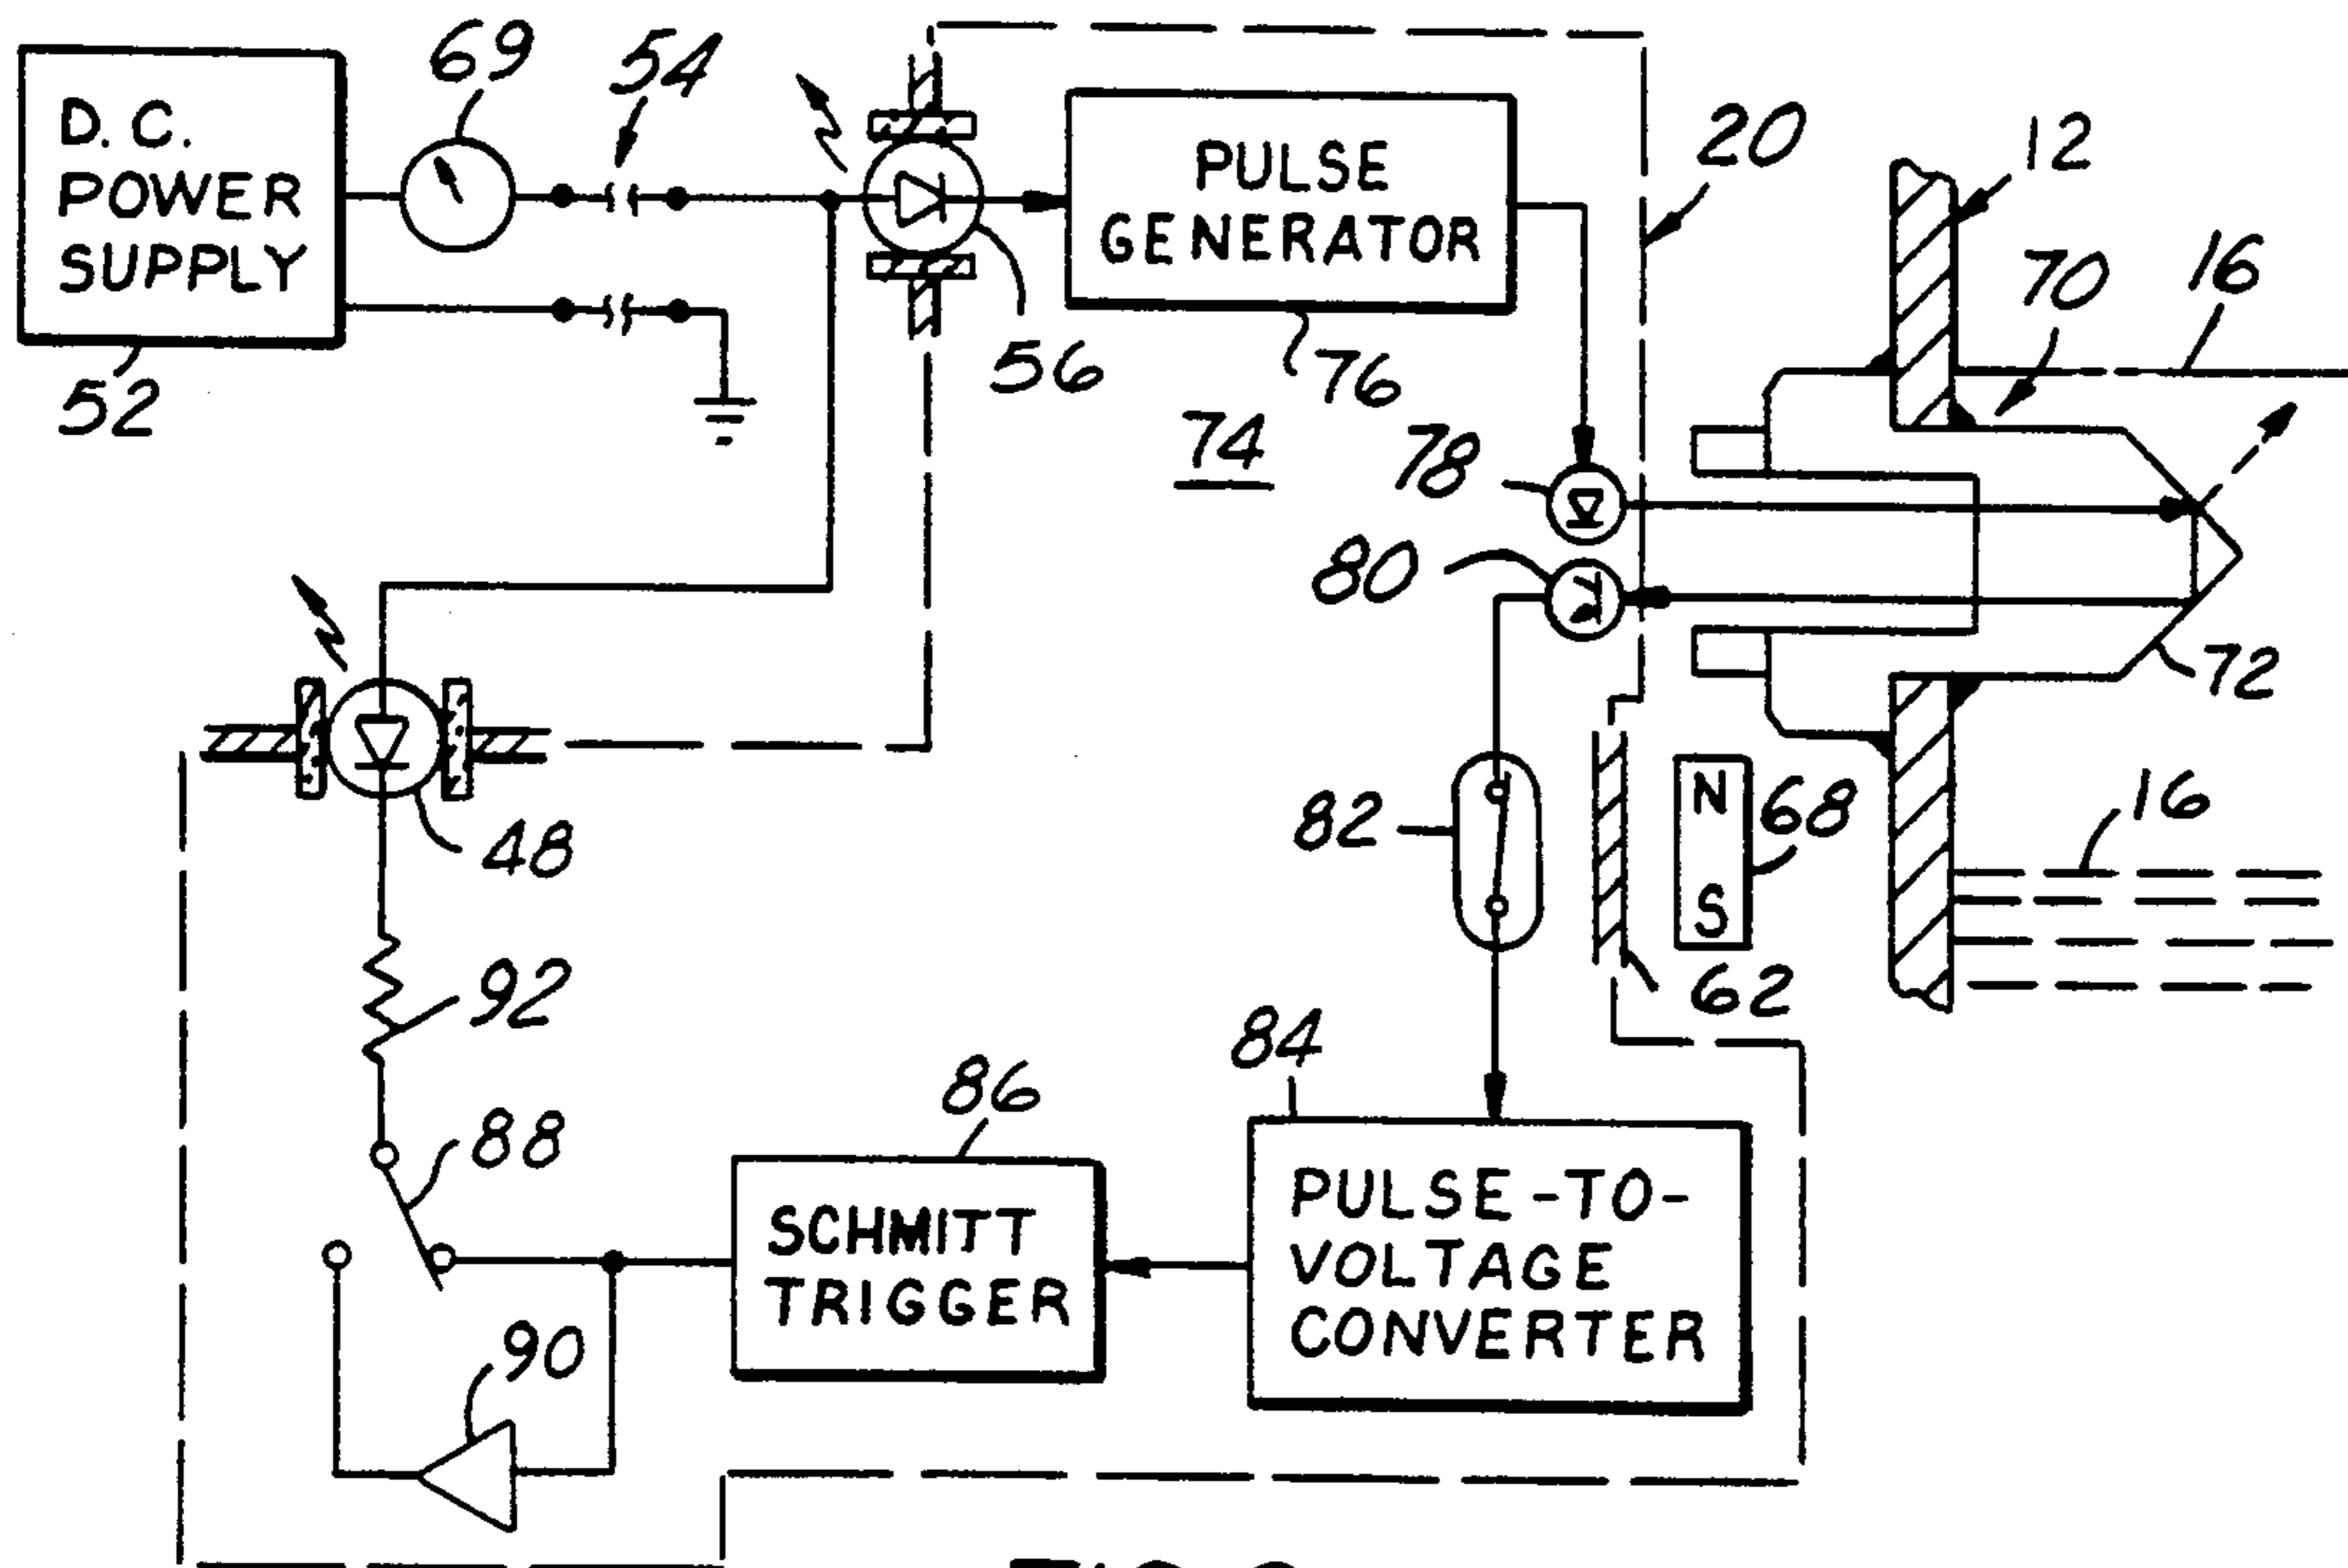 D.C.
POWER
SUPPLY
52
69
54
56
PULSE
GENERATOR
76
74
20
12
70
16
78
80
72
48
82
N
S
68
62
16
92
88
86
84
SCHMITT
TRIGGER
PULSE-TO-
VOLTAGE
CONVERTER
90